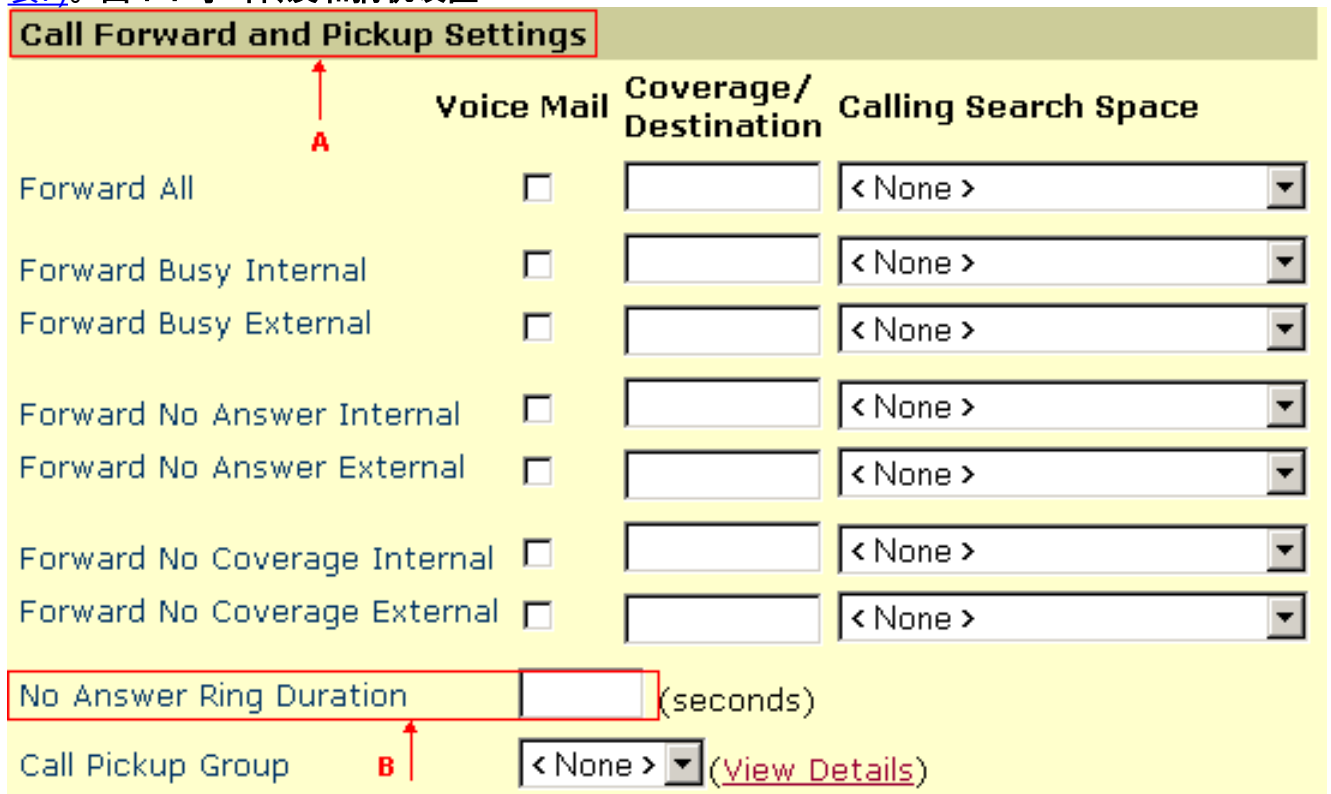 Call Forward and Pickup Settings
A
Voice Mail Coverage/ Destination Calling Search Space
Forward All < None >
Forward Busy Internal < None >
Forward Busy External < None >
Forward No Answer Internal < None >
Forward No Answer External < None >
Forward No Coverage Internal < None >
Forward No Coverage External < None >
No Answer Ring Duration (seconds)
Call Pickup Group B < None > (View Details)